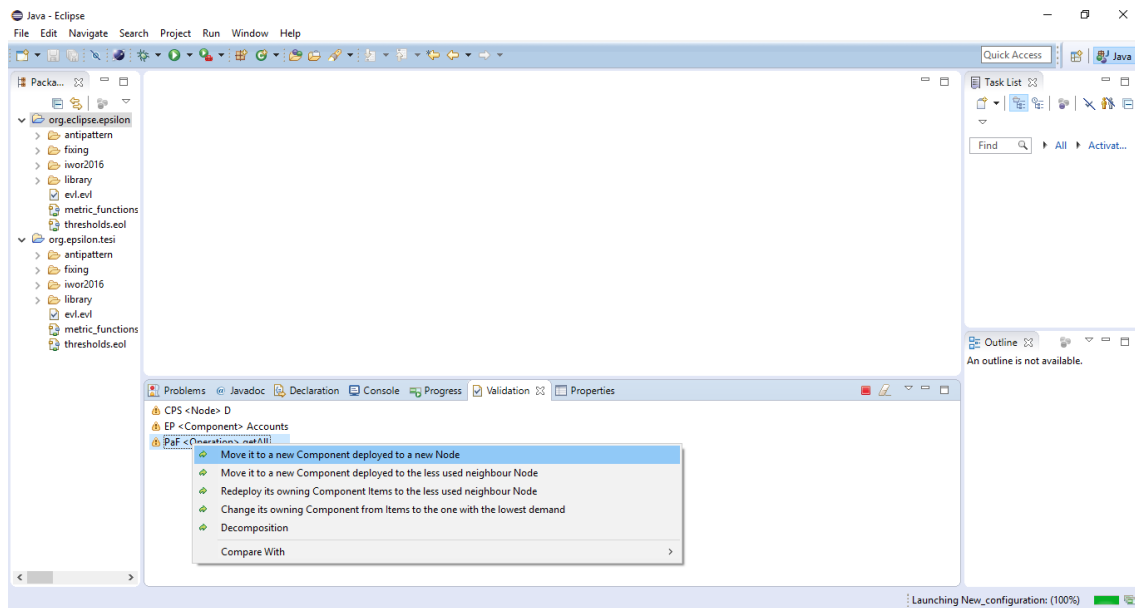 Java - Eclipse
File Edit Navigate Search Project Run Window Help
Quick Access
Java
Packa...
org.eclipse.epsilon
antipattern
fixing
iwor2016
library
evl.evl
metric_functions
thresholds.eol
org.epsilon.tesi
antipattern
fixing
iwor2016
library
evl.evl
metric_functions
thresholds.eol
Task List
Find All Activat...
Outline
An outline is not available.
Problems @ Javadoc Declaration Console Progress Validation Properties
CPS <Node> D
EP <Component> Accounts
PaF <Operation> getAll
Move it to a new Component deployed to a new Node
Move it to a new Component deployed to the less used neighbour Node
Redeploy its owning Component Items to the less used neighbour Node
Change its owning Component from Items to the one with the lowest demand
Decomposition
Compare With
Launching New_configuration: (100%)